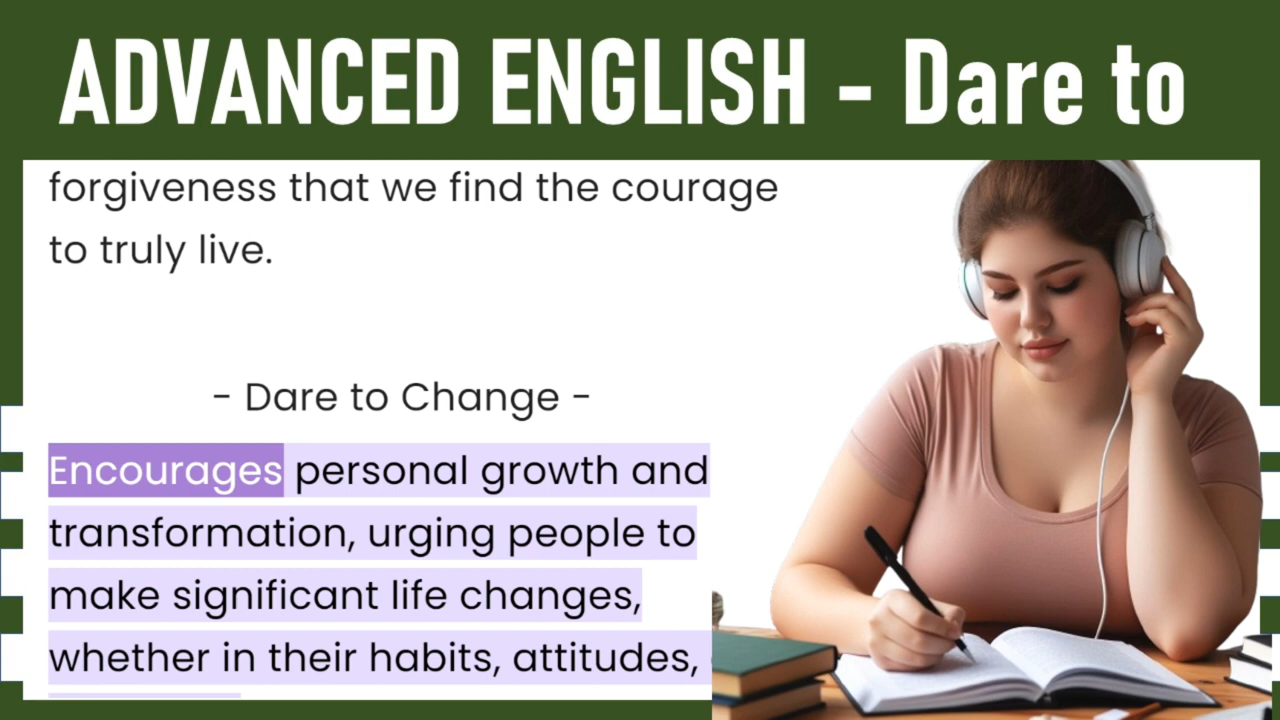 ADVANCED ENGLISH - Dare to
forgiveness that we find the courage
to truly live.
- Dare to Change -
Encourages personal growth and
transformation, urging people to
make significant life changes,
whether in their habits, attitudes,